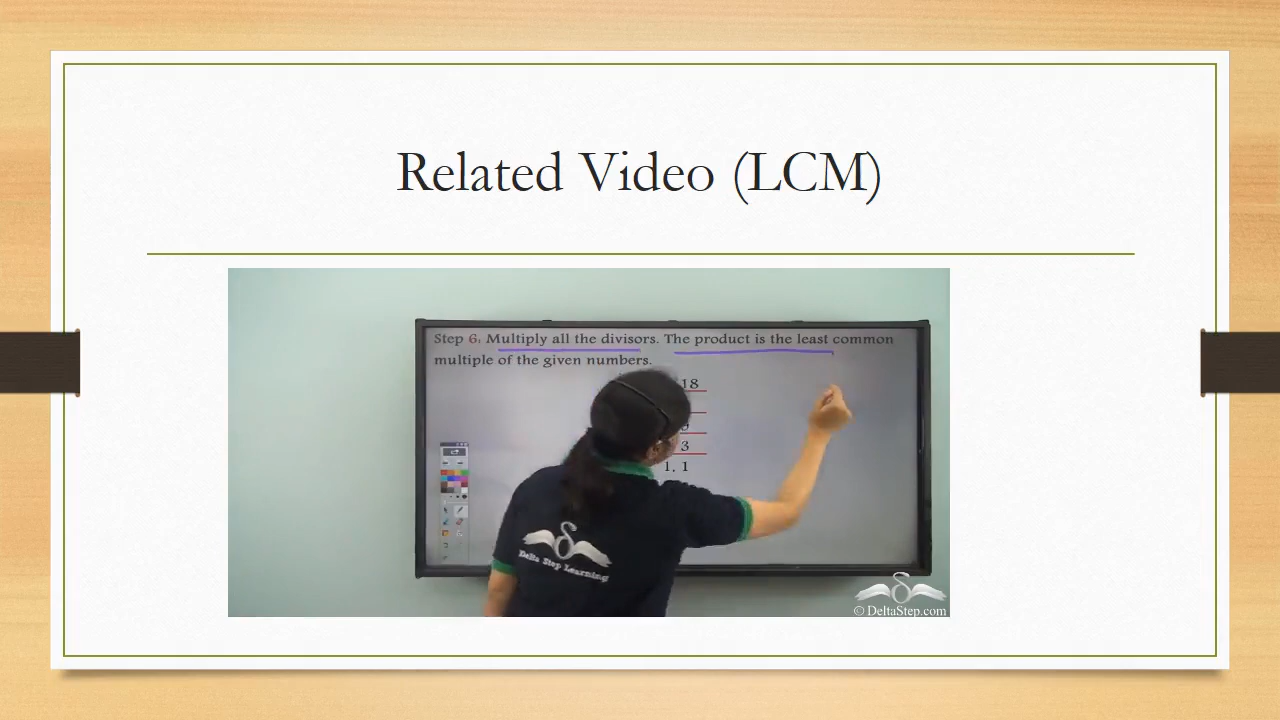 Related Video (LCM)
Step 6. Multiply all the divisors. The product is the least common
multiple of the given numbers.
18
3
1, 1
Delta Step Learning
© DeltaStep.com